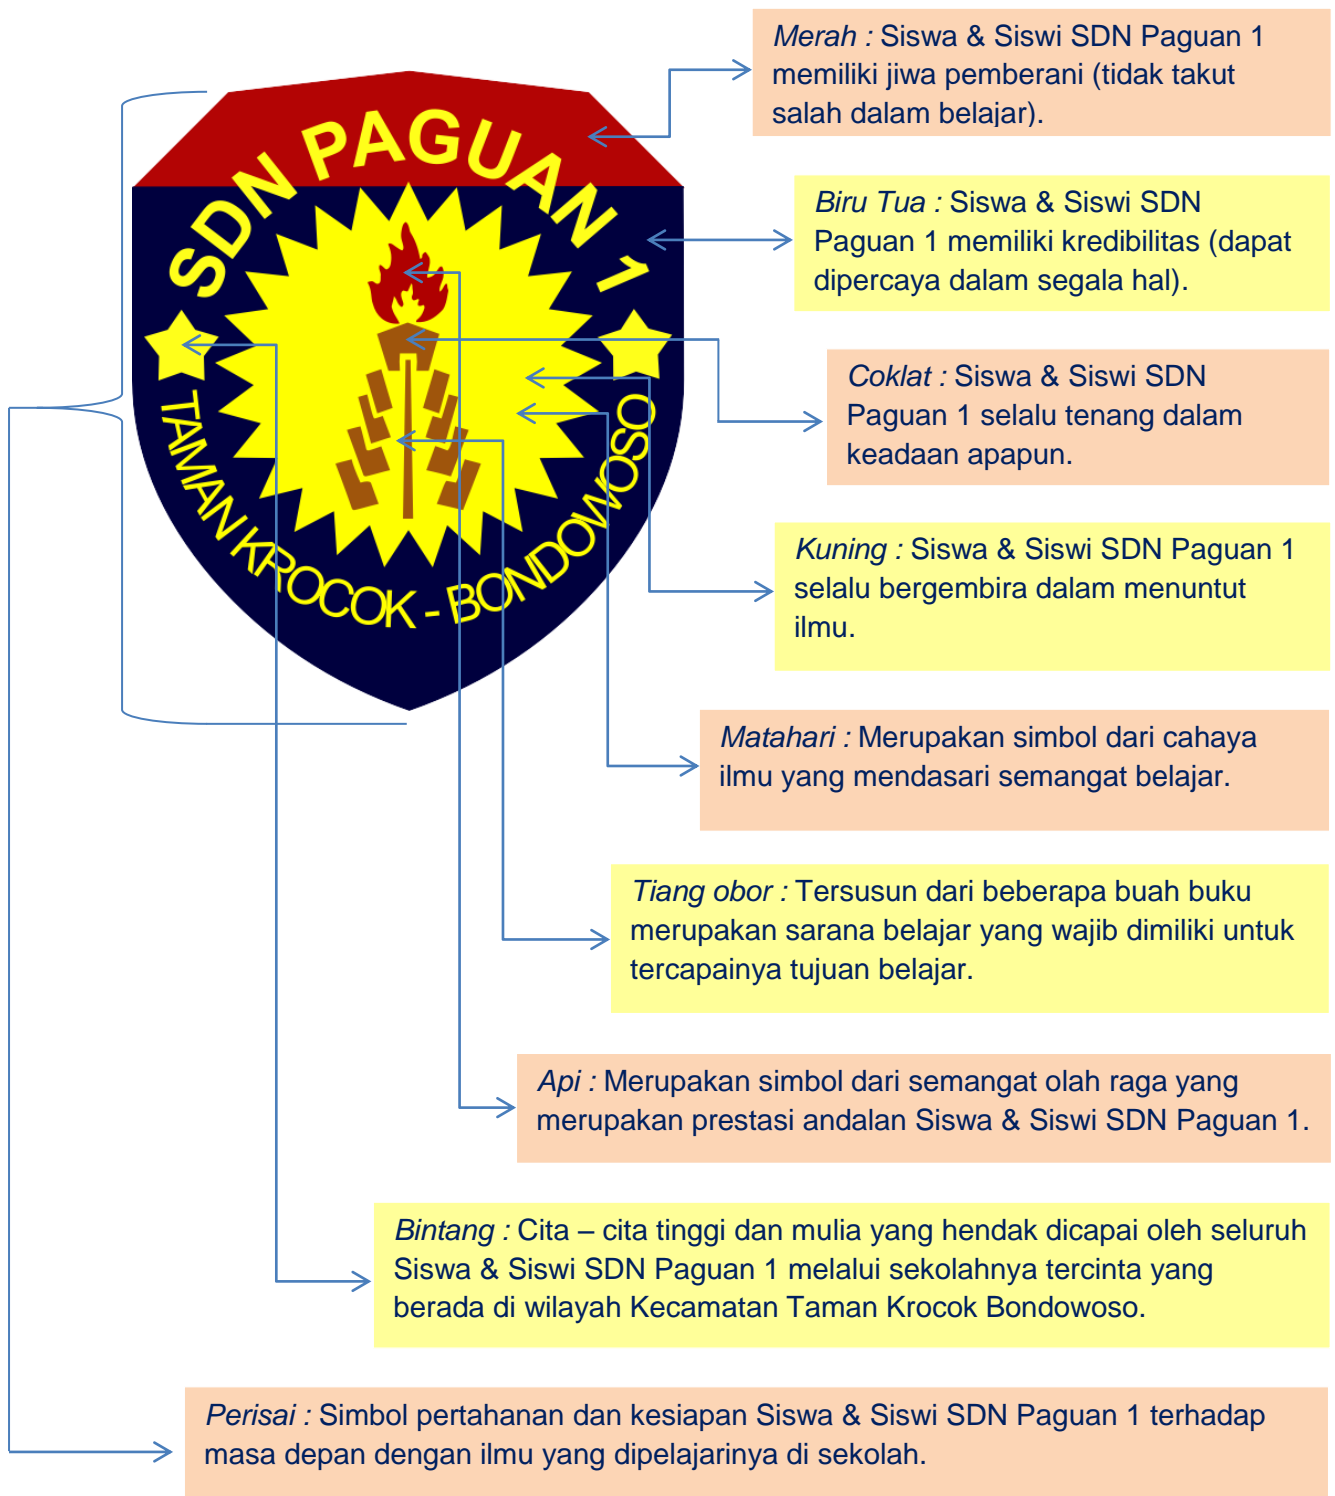 SDN PAGUAN 1
TAMAN KROCOK - BONDOWOSO
Merah : Siswa & Siswi SDN Paguan 1
memiliki jiwa pemberani (tidak takut
salah dalam belajar).
Biru Tua : Siswa & Siswi SDN
Paguan 1 memiliki kredibilitas (dapat
dipercaya dalam segala hal).
Coklat : Siswa & Siswi SDN
Paguan 1 selalu tenang dalam
keadaan apapun.
Kuning : Siswa & Siswi SDN Paguan 1
selalu bergembira dalam menuntut
ilmu.
Matahari : Merupakan simbol dari cahaya
ilmu yang mendasari semangat belajar.
Tiang obor : Tersusun dari beberapa buah buku
merupakan sarana belajar yang wajib dimiliki untuk
tercapainya tujuan belajar.
Api : Merupakan simbol dari semangat olah raga yang
merupakan prestasi andalan Siswa & Siswi SDN Paguan 1.
Bintang : Cita – cita tinggi dan mulia yang hendak dicapai oleh seluruh
Siswa & Siswi SDN Paguan 1 melalui sekolahnya tercinta yang
berada di wilayah Kecamatan Taman Krocok Bondowoso.
Perisai : Simbol pertahanan dan kesiapan Siswa & Siswi SDN Paguan 1 terhadap
masa depan dengan ilmu yang dipelajarinya di sekolah.